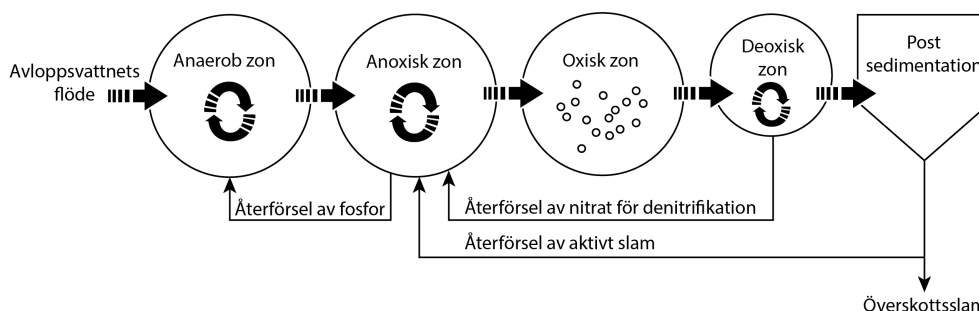 Avloppsvattnets
flöde
Anaerob zon
Anoxisk zon
Oxisk zon
Deoxisk
zon
Post
sedimentation
Återförsel av fosfor
Återförsel av nitrat för denitrifikation
Återförsel av aktivt slam
Överskottsslam